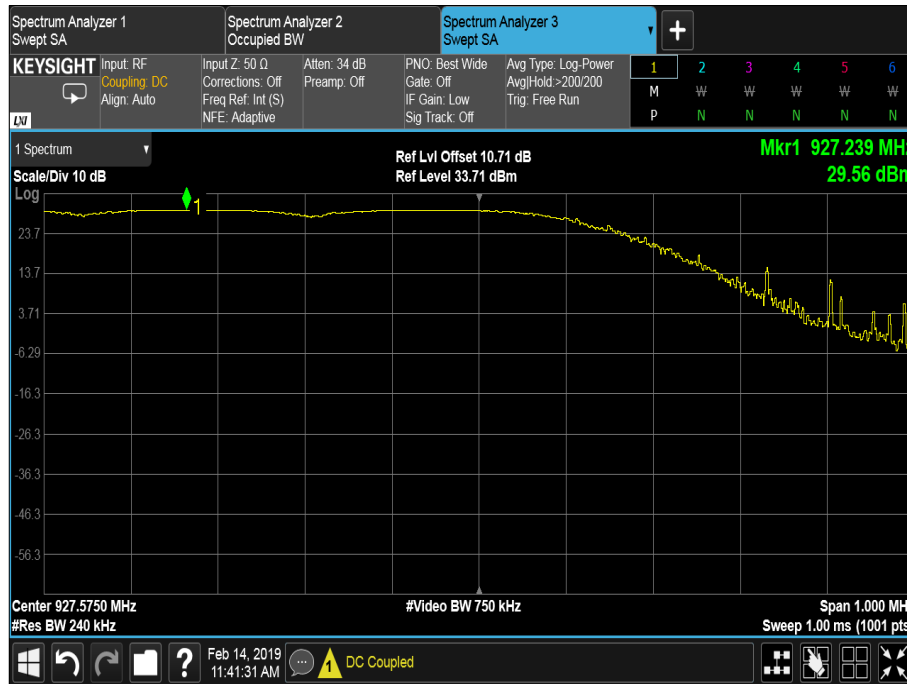 Spectrum Analyzer 1
Swept SA
Spectrum Analyzer 2
Occupied BW
Spectrum Analyzer 3
Swept SA
KEYSIGHT
LXI
Input: RF
Coupling: DC
Align: Auto
Input Z: 50 Ω
Corrections: Off
Freq Ref: Int (S)
NFE: Adaptive
Atten: 34 dB
Preamp: Off
PNO: Best Wide
Gate: Off
IF Gain: Low
Sig Track: Off
Avg Type: Log-Power
Avg|Hold:>200/200
Trig: Free Run
1 2 3 4 5 6
M W W W W W
P N N N N N
1 Spectrum
Scale/Div 10 dB
Log
Ref Lvl Offset 10.71 dB
Ref Level 33.71 dBm
Mkr1 927.239 MHz
29.56 dBm
1
23.7
13.7
3.71
-6.29
-16.3
-26.3
-36.3
-46.3
-56.3
Center 927.5750 MHz
#Res BW 240 kHz
#Video BW 750 kHz
Span 1.000 MH
Sweep 1.00 ms (1001 pts
?
Feb 14, 2019
11:41:31 AM
1
DC Coupled